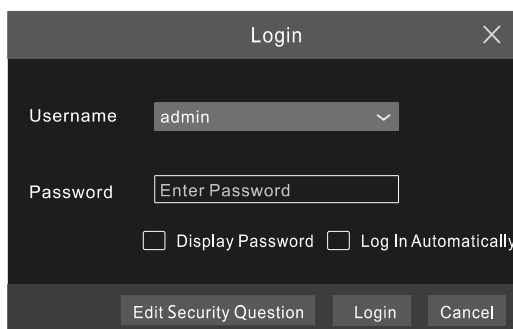 Login
Username admin
Password Enter Password
Display Password Log In Automatically
Edit Security Question Login Cancel